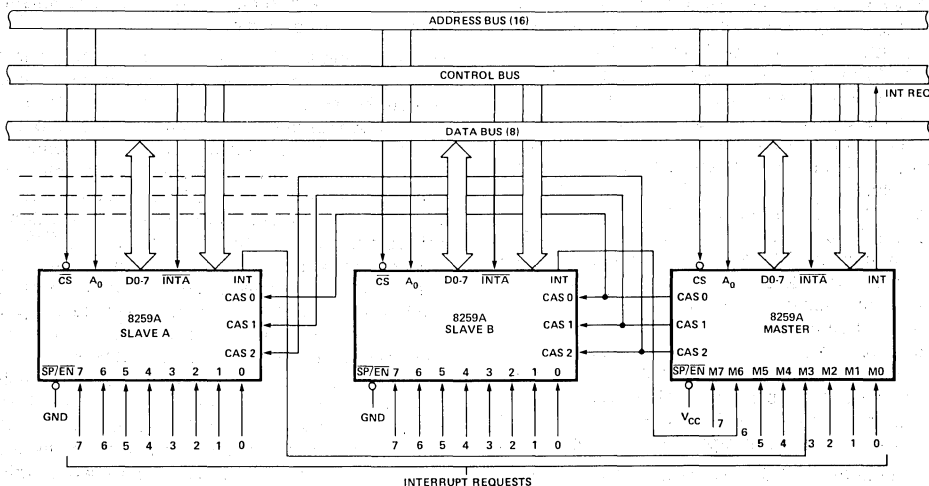 ADDRESS BUS (16)
CONTROL BUS
INT REQ
DATA BUS (8)
CS A0 D0-7 INTA INT
CAS 0
8259A
SLAVE A
CAS 1
CAS 2
SP/EN 7 6 5 4 3 2 1 0
GND
7 6 5 4 3 2 1 0
CS A0 D0-7 INTA INT
CAS 0
8259A
SLAVE B
CAS 1
CAS 2
SP/EN 7 6 5 4 3 2 1 0
GND
7 6 5 4 3 2 1 0
CS A0 D0-7 INTA INT
CAS 0
8259A
MASTER
CAS 1
CAS 2
SP/EN M7 M6 M5 M4 M3 M2 M1 M0
VCC
7 6 5 4 3 2 1 0
INTERRUPT REQUESTS